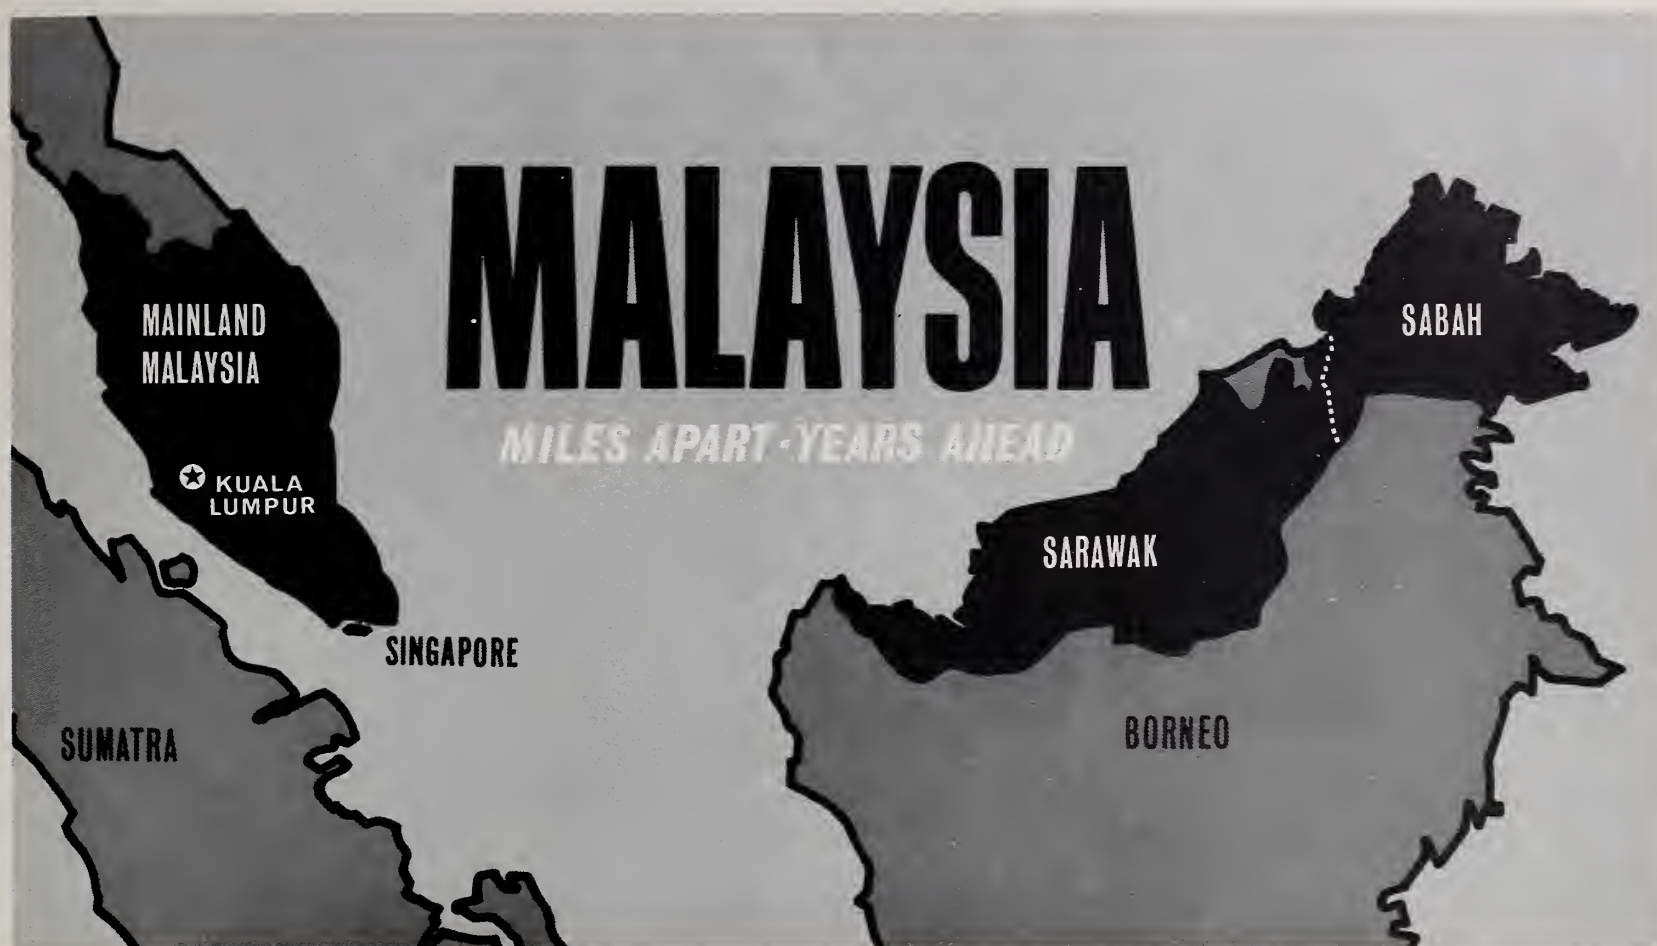 MALAYSIA
MILES APART·YEARS AHEAD
MAINLAND
MALAYSIA
KUALA
LUMPUR
SINGAPORE
SUMATRA
SABAH
SARAWAK
BORNEO